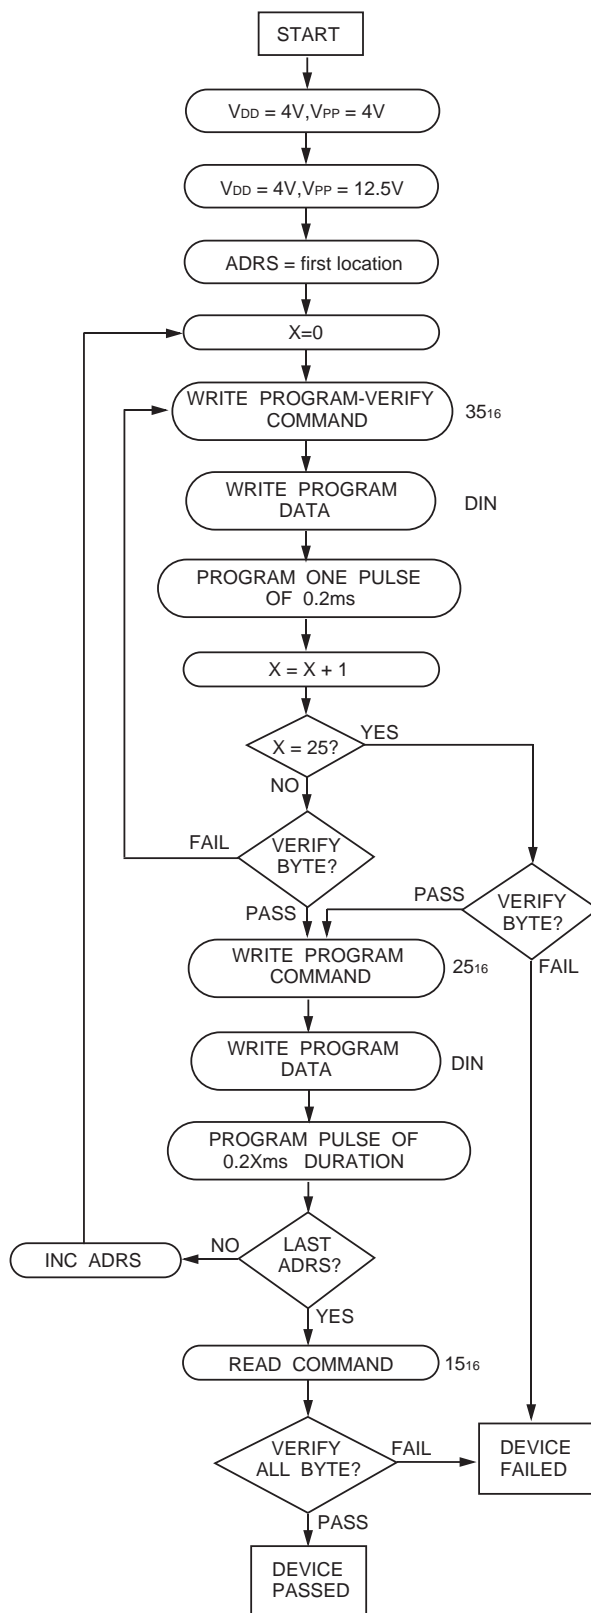 START
VDD = 4V,VPP = 4V
VDD = 4V,VPP = 12.5V
ADRS = first location
X=0
WRITE PROGRAM-VERIFY
COMMAND
35₁₆
WRITE PROGRAM
DATA
DIN
PROGRAM ONE PULSE
OF 0.2ms
X = X + 1
X = 25?
YES
NO
FAIL
VERIFY
BYTE?
PASS
PASS
VERIFY
BYTE?
FAIL
WRITE PROGRAM
COMMAND
25₁₆
WRITE PROGRAM
DATA
DIN
PROGRAM PULSE OF
0.2Xms DURATION
LAST
ADRS?
NO
INC ADRS
YES
READ COMMAND
15₁₆
VERIFY
ALL BYTE?
FAIL
DEVICE
FAILED
PASS
DEVICE
PASSED